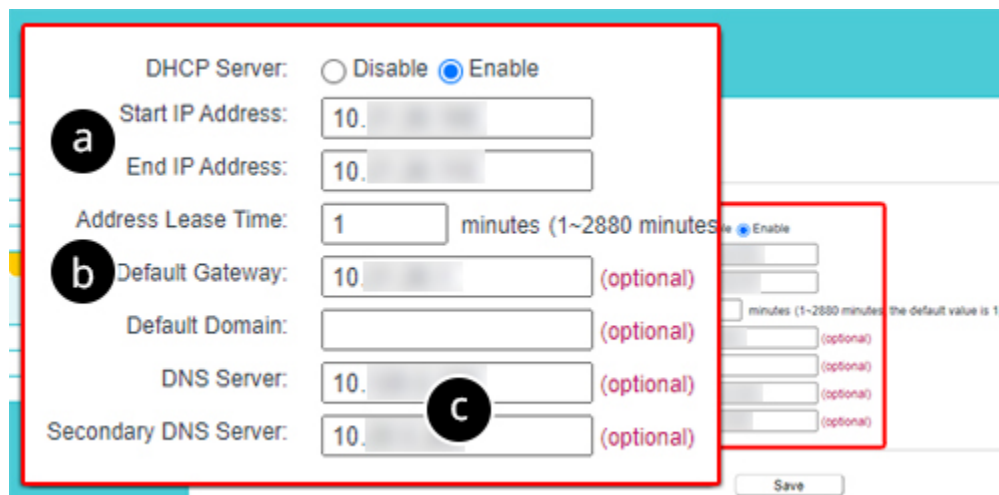 DHCP Server: Disable Enable
a
Start IP Address: 10.
End IP Address: 10.
Address Lease Time: 1 minutes (1~2880 minutes
b
Default Gateway: 10. (optional)
Default Domain: (optional)
DNS Server: 10. (optional)
c
Secondary DNS Server: 10. (optional)
Enable
minutes (1~2880 minutes, the default value is 1
(optional)
(optional)
(optional)
(optional)
Save